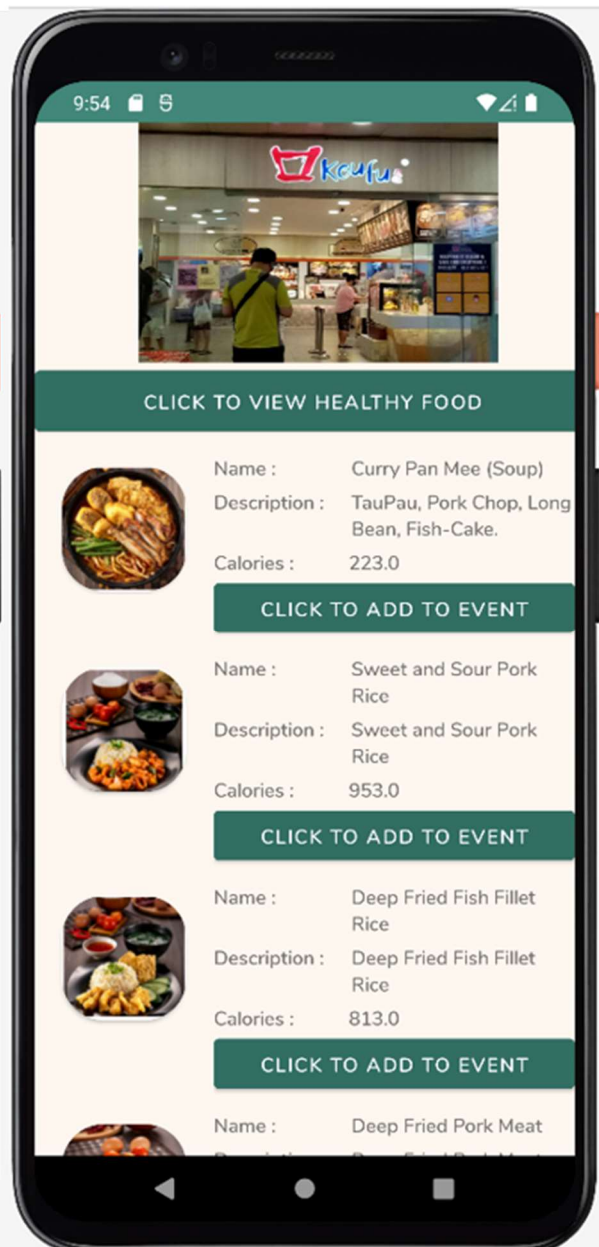 9:54
Koufu
CLICK TO VIEW HEALTHY FOOD
Name : Curry Pan Mee (Soup)
Description : TauPau, Pork Chop, Long
Bean, Fish-Cake.
Calories : 223.0
CLICK TO ADD TO EVENT
Name : Sweet and Sour Pork
Rice
Description : Sweet and Sour Pork
Rice
Calories : 953.0
CLICK TO ADD TO EVENT
Name : Deep Fried Fish Fillet
Rice
Description : Deep Fried Fish Fillet
Rice
Calories : 813.0
CLICK TO ADD TO EVENT
Name : Deep Fried Pork Meat